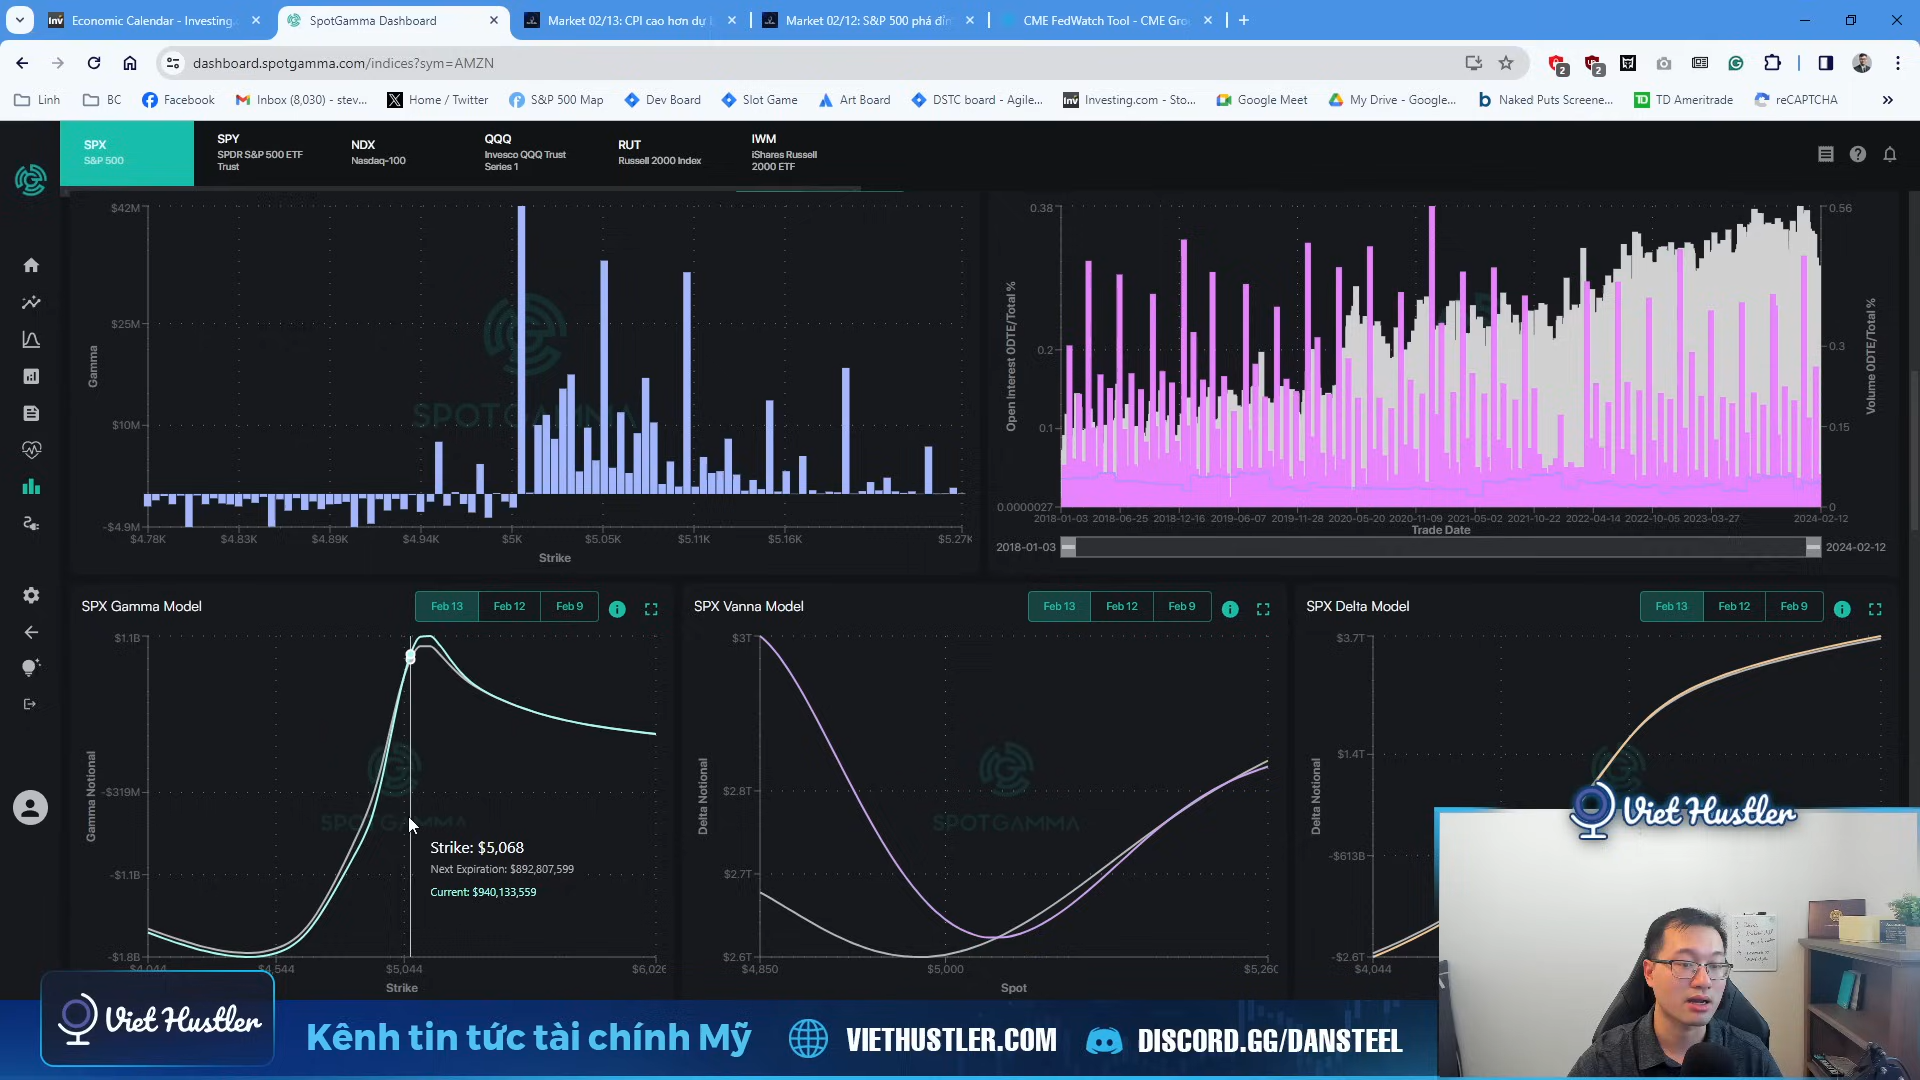 Economic Calendar - Investing.
SpotGamma Dashboard
Market 02/13: CPI cao hơn dự
Market 02/12: S&P 500 phá đỉn
CME FedWatch Tool - CME Gro
dashboard.spotgamma.com/indices?sym=AMZN
2
2
Linh
BC
Facebook
Inbox (8,030) - stev...
Home / Twitter
S&P 500 Map
Dev Board
Slot Game
Art Board
DSTC board - Agile...
Investing.com - Sto...
Google Meet
My Drive - Google...
Naked Puts Screene...
TD Ameritrade
reCAPTCHA
SPX
S&P 500
SPY
SPDR S&P 500 ETF
Trust
NDX
Nasdaq-100
QQQ
Invesco QQQ Trust
Series 1
RUT
Russell 2000 Index
IWM
iShares Russell
2000 ETF
$42M
$25M
$10M
-$4.9M
Gamma
SPOTGAMMA
$4.78K
$4.83K
$4.89K
$4.94K
$5K
$5.05K
$5.11K
$5.16K
$5.27K
Strike
0.38
0.2
0.1
0.0000027
Open Interest 0DTE/Total %
0.56
0.3
0.15
0
Volume 0DTE/Total %
2018-01-03
2018-06-25
2018-12-16
2019-06-07
2019-11-28
2020-05-20
2020-11-09
2021-05-02
2021-10-22
2022-04-14
2022-10-05
2023-03-27
2024-02-12
Trade Date
2018-01-03
2024-02-12
SPX Gamma Model
Feb 13
Feb 12
Feb 9
$1.1B
-$319M
-$1.1B
-$1.8B
Gamma Notional
SPOTGAMMA
Strike: $5,068
Next Expiration: $892,807,599
Current: $940,133,559
$4,044
$4,544
$5,044
$6,026
Strike
SPX Vanna Model
Feb 13
Feb 12
Feb 9
$3T
$2.8T
$2.7T
$2.6T
Delta Notional
SPOTGAMMA
$4,850
$5,000
$5,260
Spot
SPX Delta Model
Feb 13
Feb 12
Feb 9
$3.7T
$1.4T
-$613B
-$2.6T
Delta Notional
$4,044
Viet Hustler
Viet Hustler
Kênh tin tức tài chính Mỹ
VIETHUSTLER.COM
DISCORD.GG/DANSTEEL